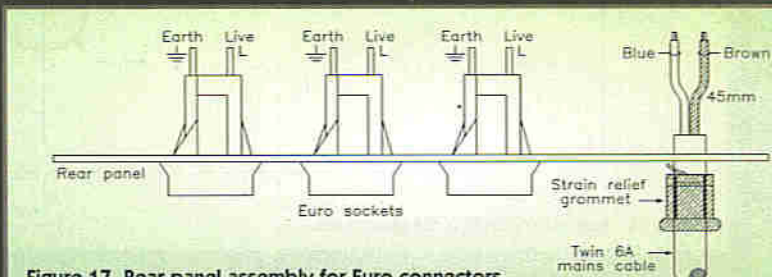 Earth Live
L
Earth Live
L
Earth Live
L
Blue
Brown
45mm
Rear panel
Euro sockets
Strain relief
grommet
Twin 6A
mains cable
Figure 17. Rear panel assembly for Euro connectors